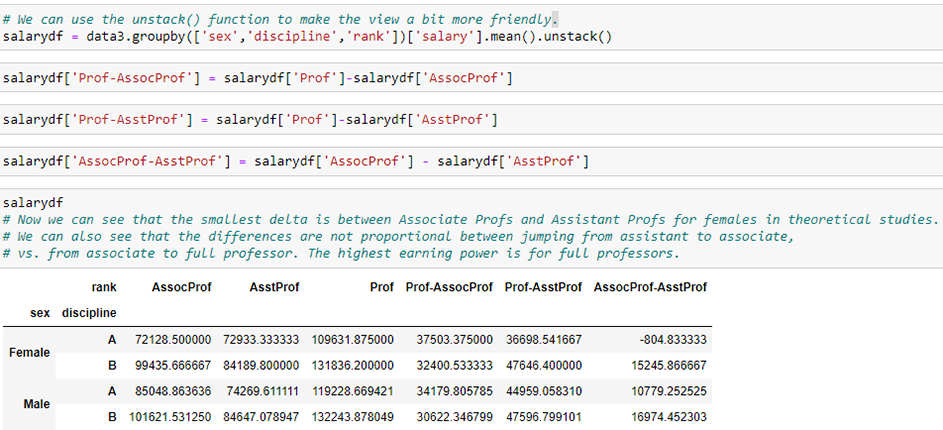 # We can use the unstack() function to make the view a bit more friendly.
salarydf = data3.groupby(['sex','discipline','rank'])['salary'].mean().unstack()
salarydf['Prof-AssocProf'] = salarydf['Prof']-salarydf['AssocProf']
salarydf['Prof-AsstProf'] = salarydf['Prof']-salarydf['AsstProf']
salarydf['AssocProf-AsstProf'] = salarydf['AssocProf'] - salarydf['AsstProf']
salarydf
# Now we can see that the smallest delta is between Associate Profs and Assistant Profs for females in theoretical studies.
# We can also see that the differences are not proportional between jumping from assistant to associate,
# vs. from associate to full professor. The highest earning power is for full professors.
rank AssocProf AsstProf Prof Prof-AssocProf Prof-AsstProf AssocProf-AsstProf
sex discipline
Female A 72128.500000 72933.333333 109631.875000 37503.375000 36698.541667 -804.833333
B 99435.666667 84189.800000 131836.200000 32400.533333 47646.400000 15245.866667
Male A 85048.863636 74269.611111 119228.669421 34179.805785 44959.058310 10779.252525
B 101621.531250 84647.078947 132243.878049 30622.346799 47596.799101 16974.452303